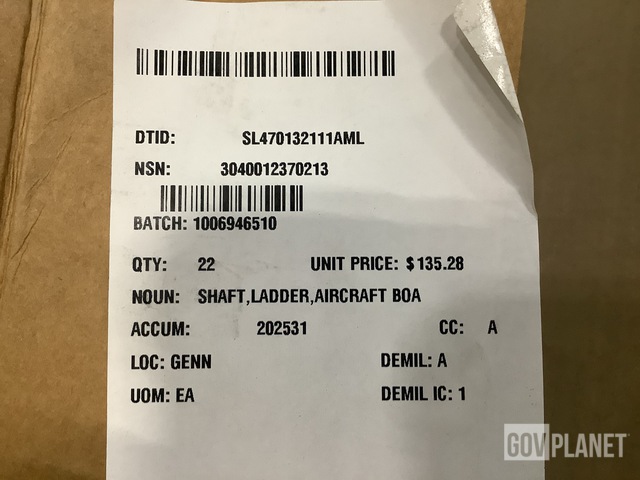 DTID: SL470132111AML
NSN: 3040012370213
BATCH: 1006946510
QTY: 22 UNIT PRICE: $135.28
NOUN: SHAFT,LADDER,AIRCRAFT BOA
ACCUM: 202531 CC: A
LOC: GENN DEMIL: A
UOM: EA DEMIL IC: 1
GOVPLANET